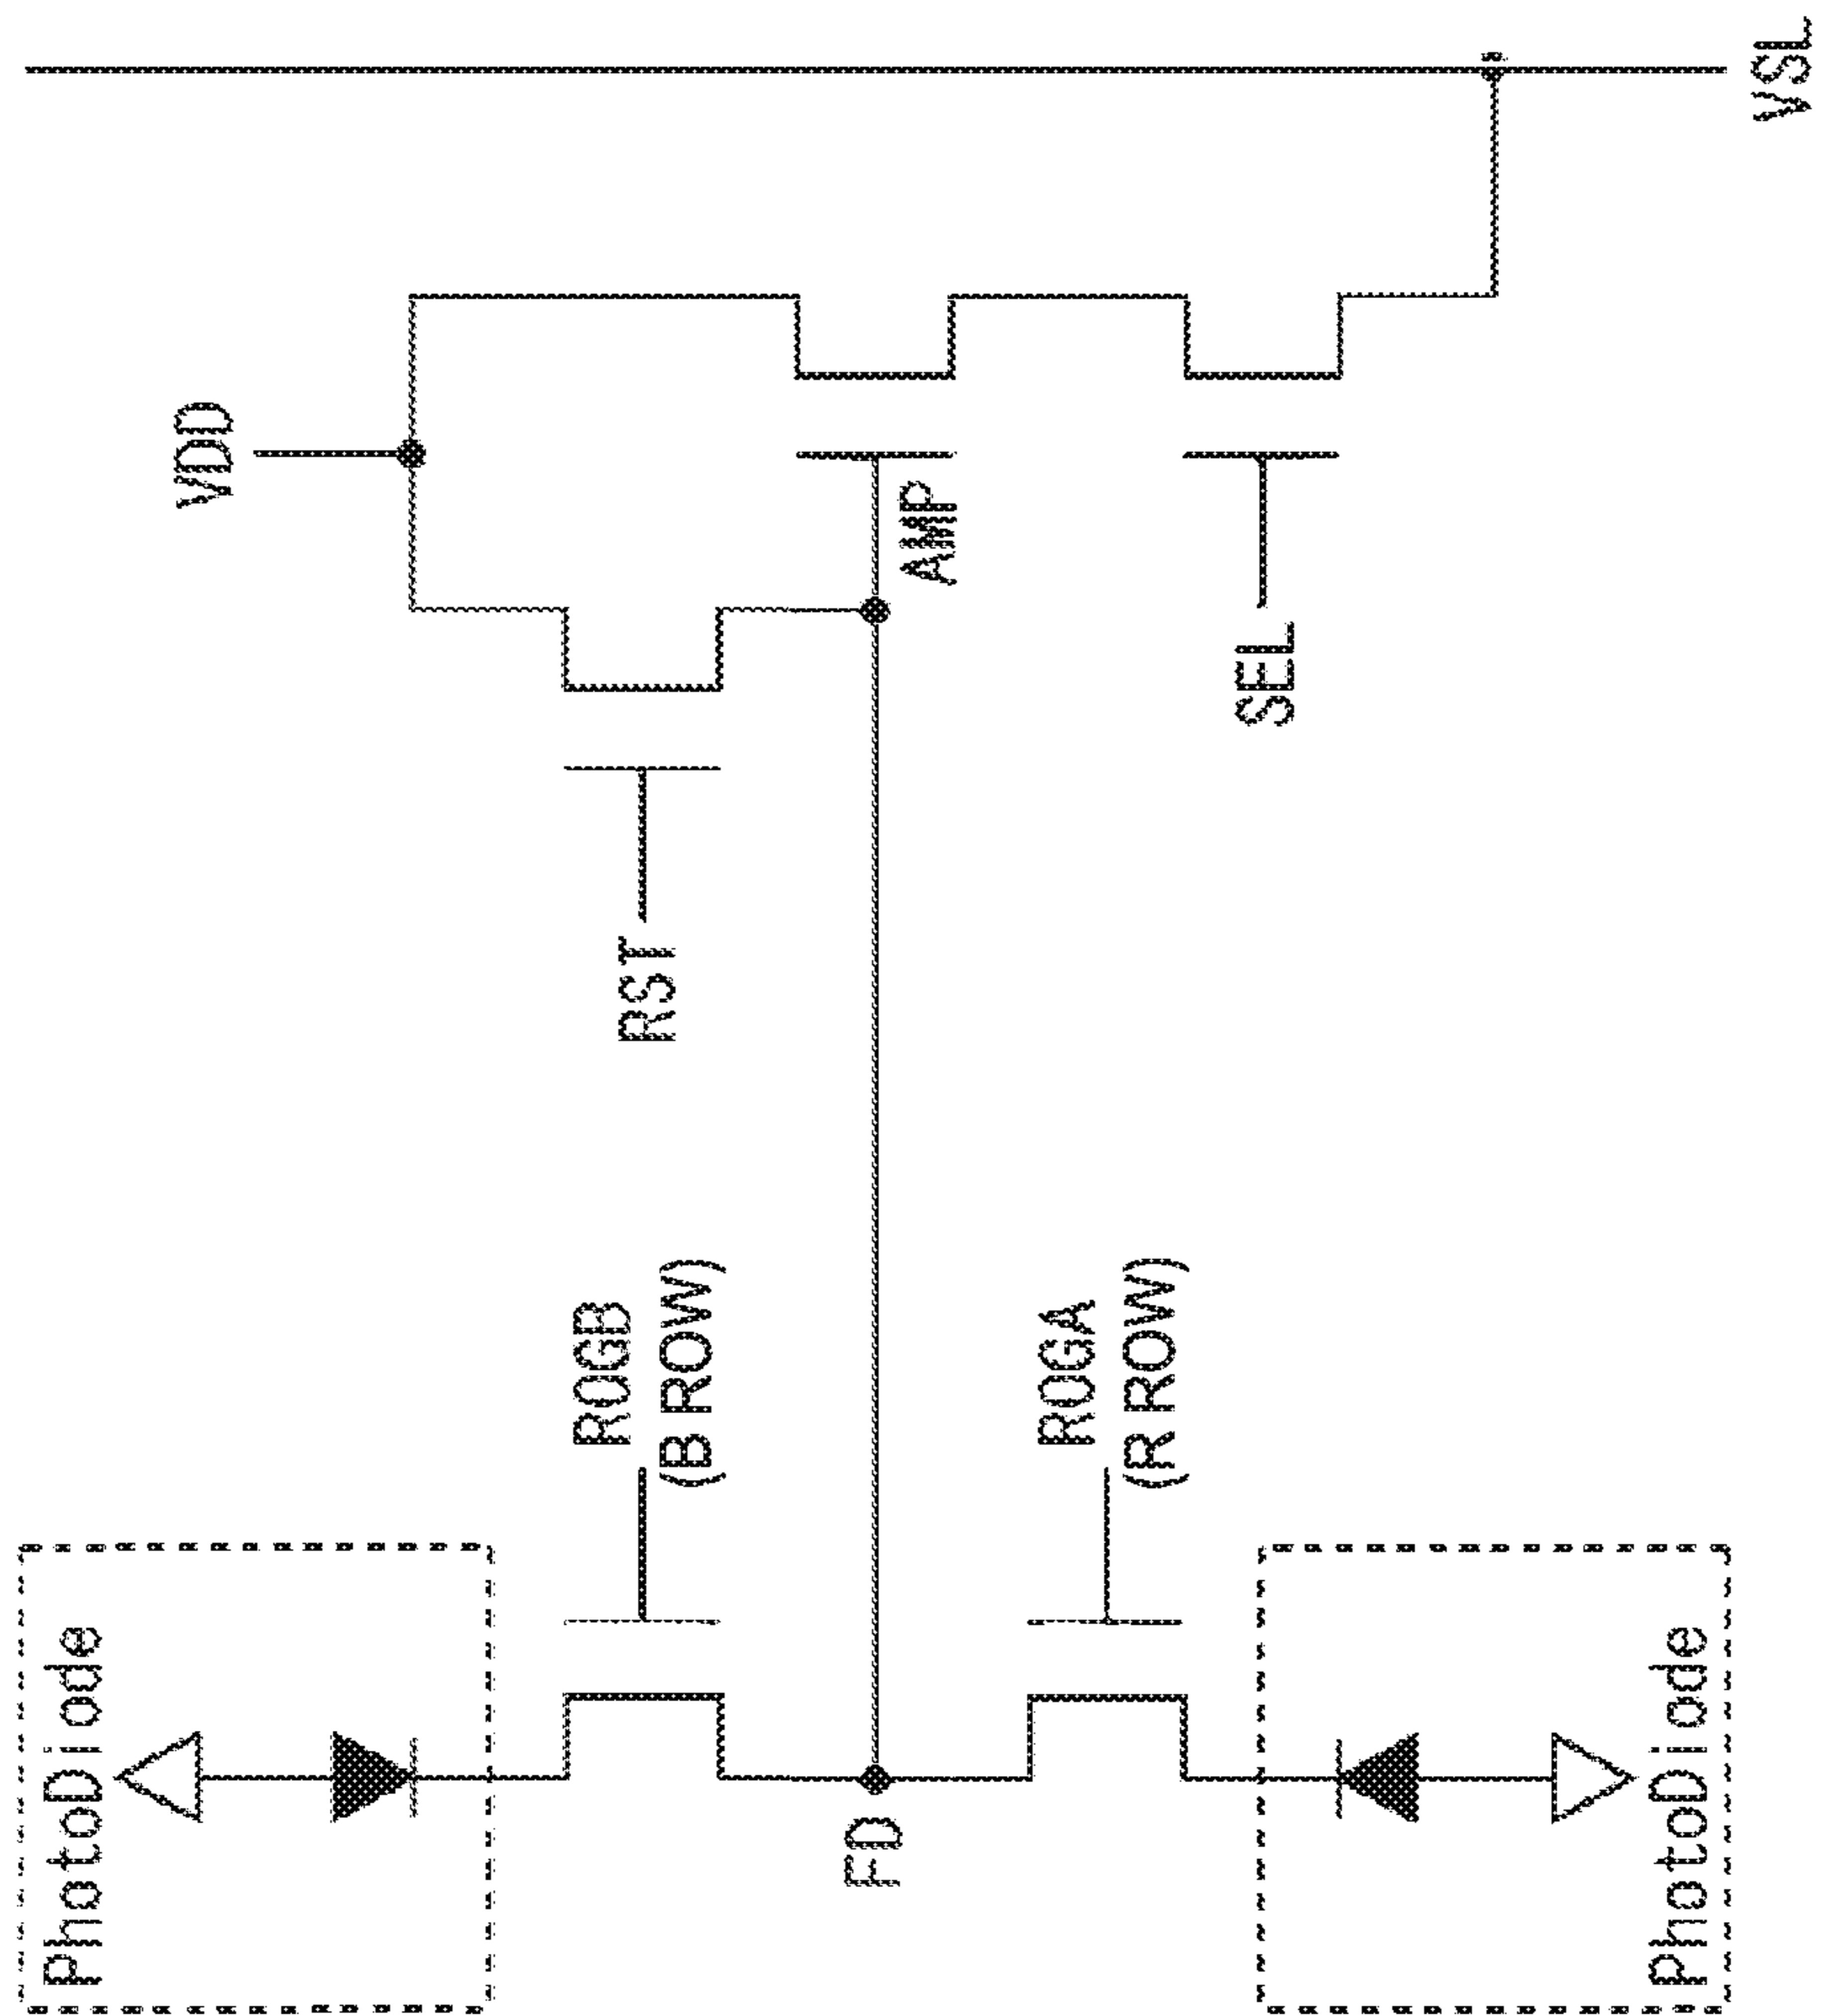 PhotoDiode
ROGB
(B ROW)
FD
ROGA
(R ROW)
PhotoDiode
RST
VDD
AMP
SEL
VSL